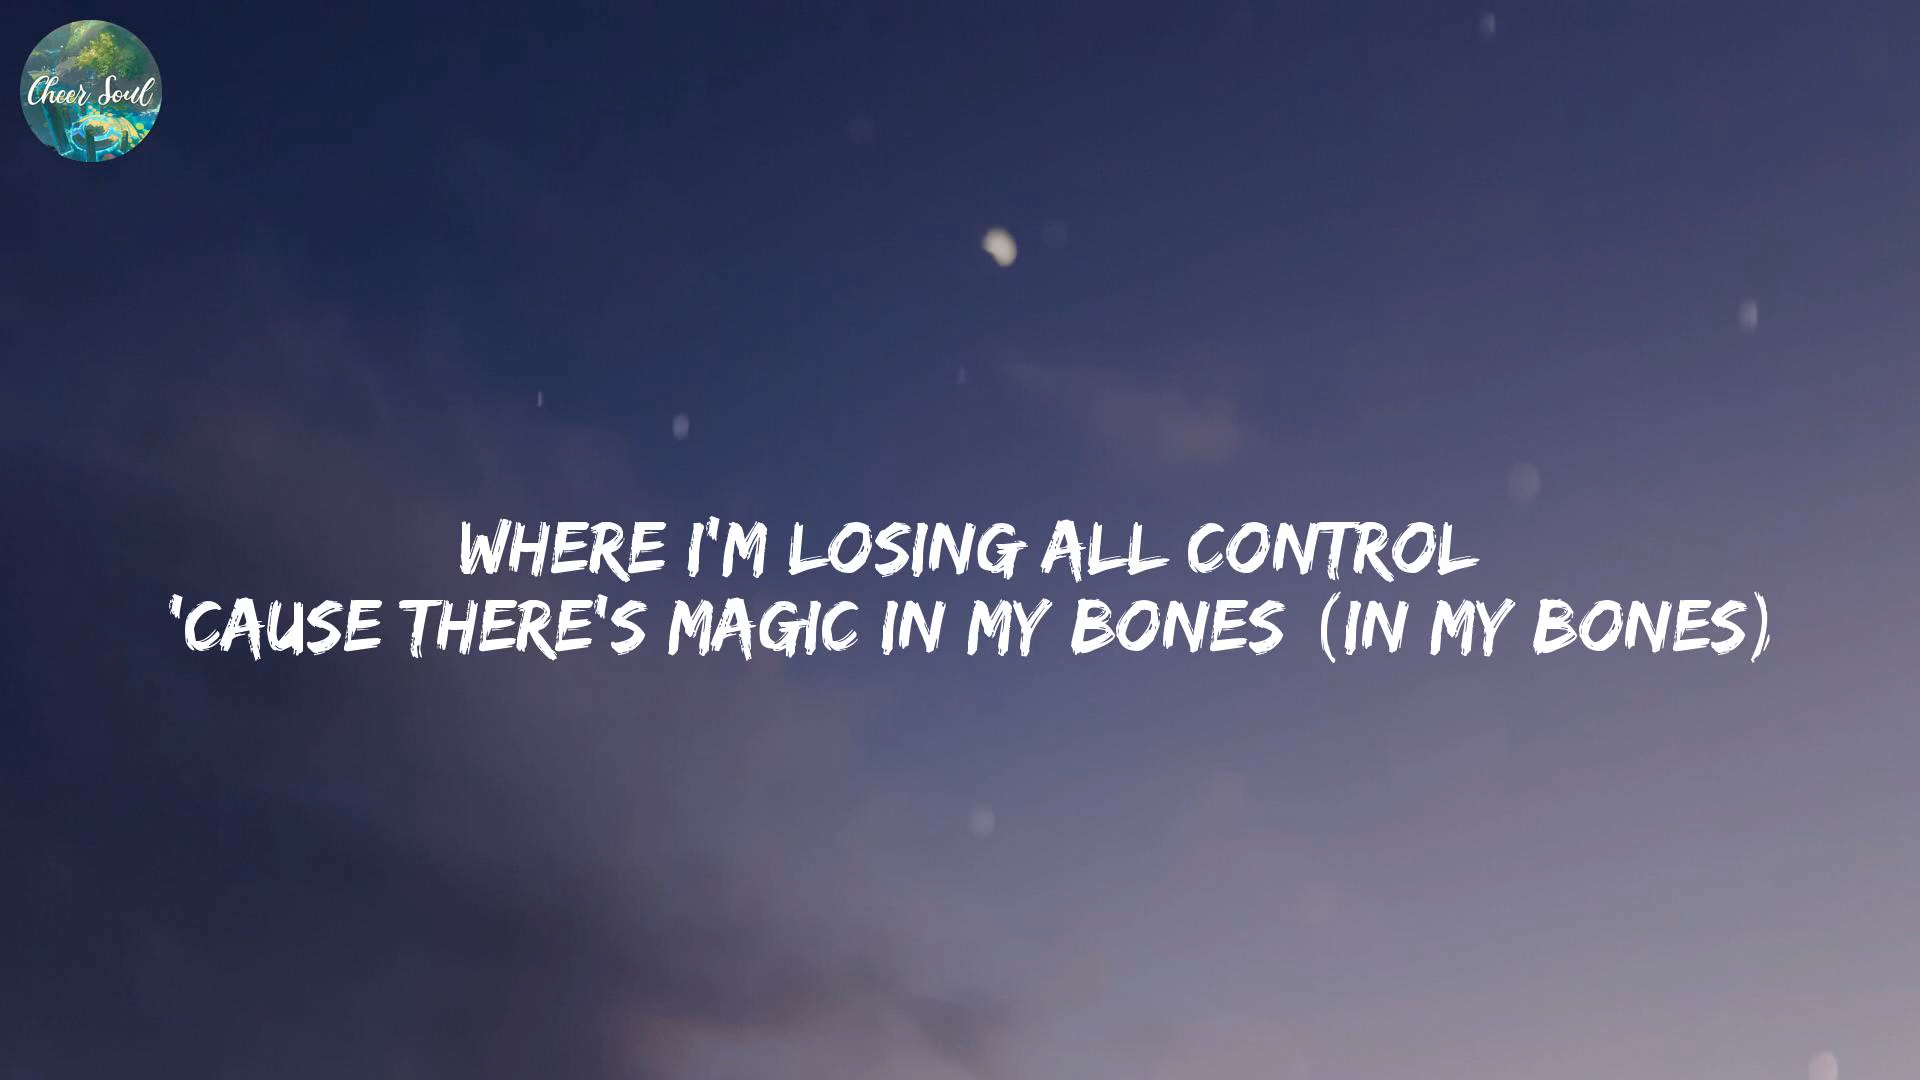 Cheer Soul
WHERE I'M LOSING ALL CONTROL
'CAUSE THERE'S MAGIC IN MY BONES (IN MY BONES)